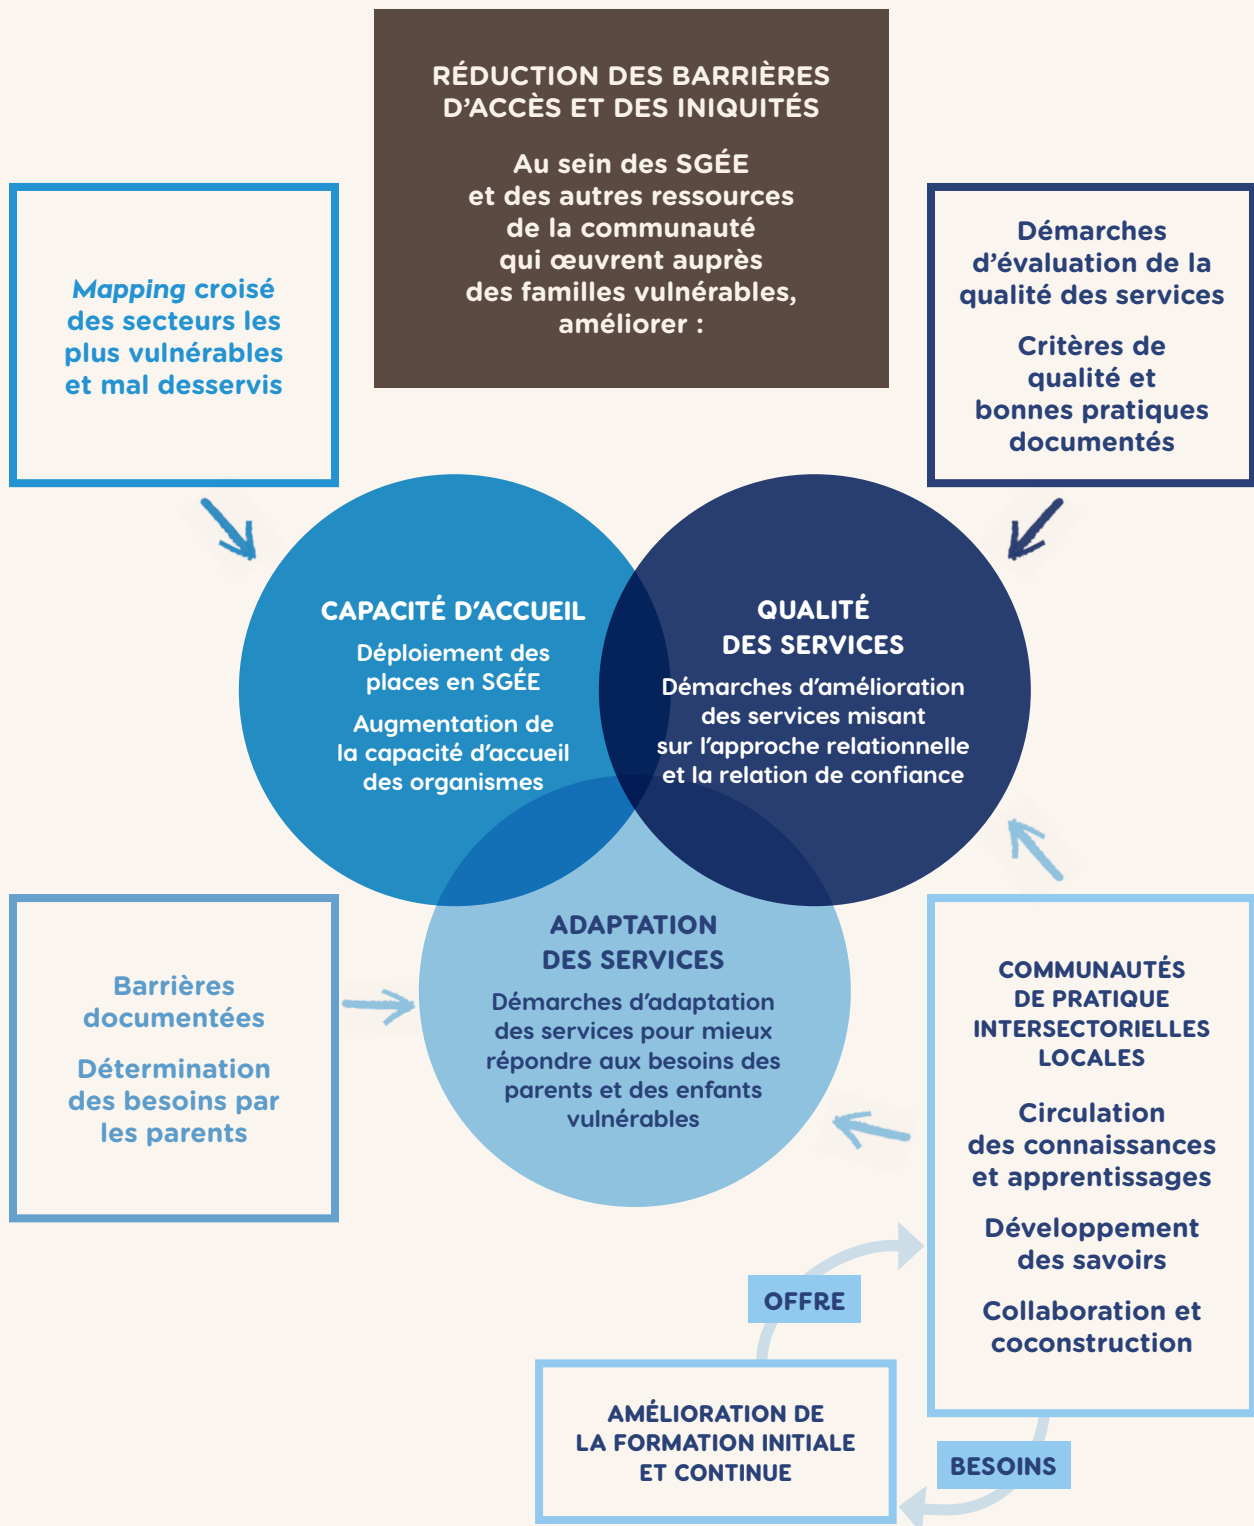 RÉDUCTION DES BARRIÈRES
D’ACCÈS ET DES INIQUITÉS
Au sein des SGÉE
et des autres ressources
de la communauté
qui œuvrent auprès
des familles vulnérables,
améliorer :
Mapping croisé
des secteurs les
plus vulnérables
et mal desservis
Démarches
d’évaluation de la
qualité des services
Critères de
qualité et
bonnes pratiques
documentés
CAPACITÉ D’ACCUEIL
Déploiement des
places en SGÉE
Augmentation de
la capacité d’accueil
des organismes
QUALITÉ
DES SERVICES
Démarches d’amélioration
des services misant
sur l’approche relationnelle
et la relation de confiance
ADAPTATION
DES SERVICES
Démarches d’adaptation
des services pour mieux
répondre aux besoins des
parents et des enfants
vulnérables
Barrières
documentées
Détermination
des besoins par
les parents
COMMUNAUTÉS
DE PRATIQUE
INTERSECTORIELLES
LOCALES
Circulation
des connaissances
et apprentissages
Développement
des savoirs
Collaboration et
coconstruction
OFFRE
AMÉLIORATION DE
LA FORMATION INITIALE
ET CONTINUE
BESOINS